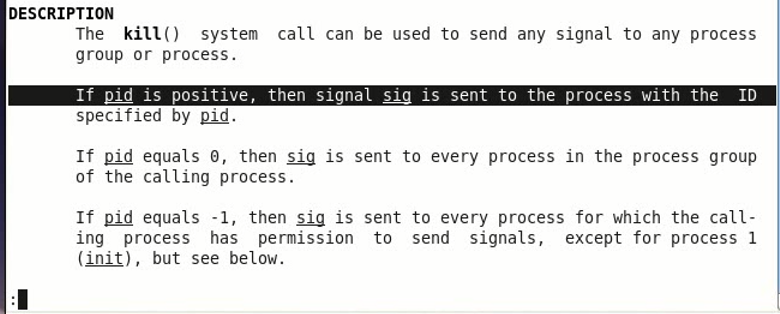 DESCRIPTION
The kill() system call can be used to send any signal to any process
group or process.
If pid is positive, then signal sig is sent to the process with the ID
specified by pid.
If pid equals 0, then sig is sent to every process in the process group
of the calling process.
If pid equals -1, then sig is sent to every process for which the call-
ing process has permission to send signals, except for process 1
(init), but see below.
: